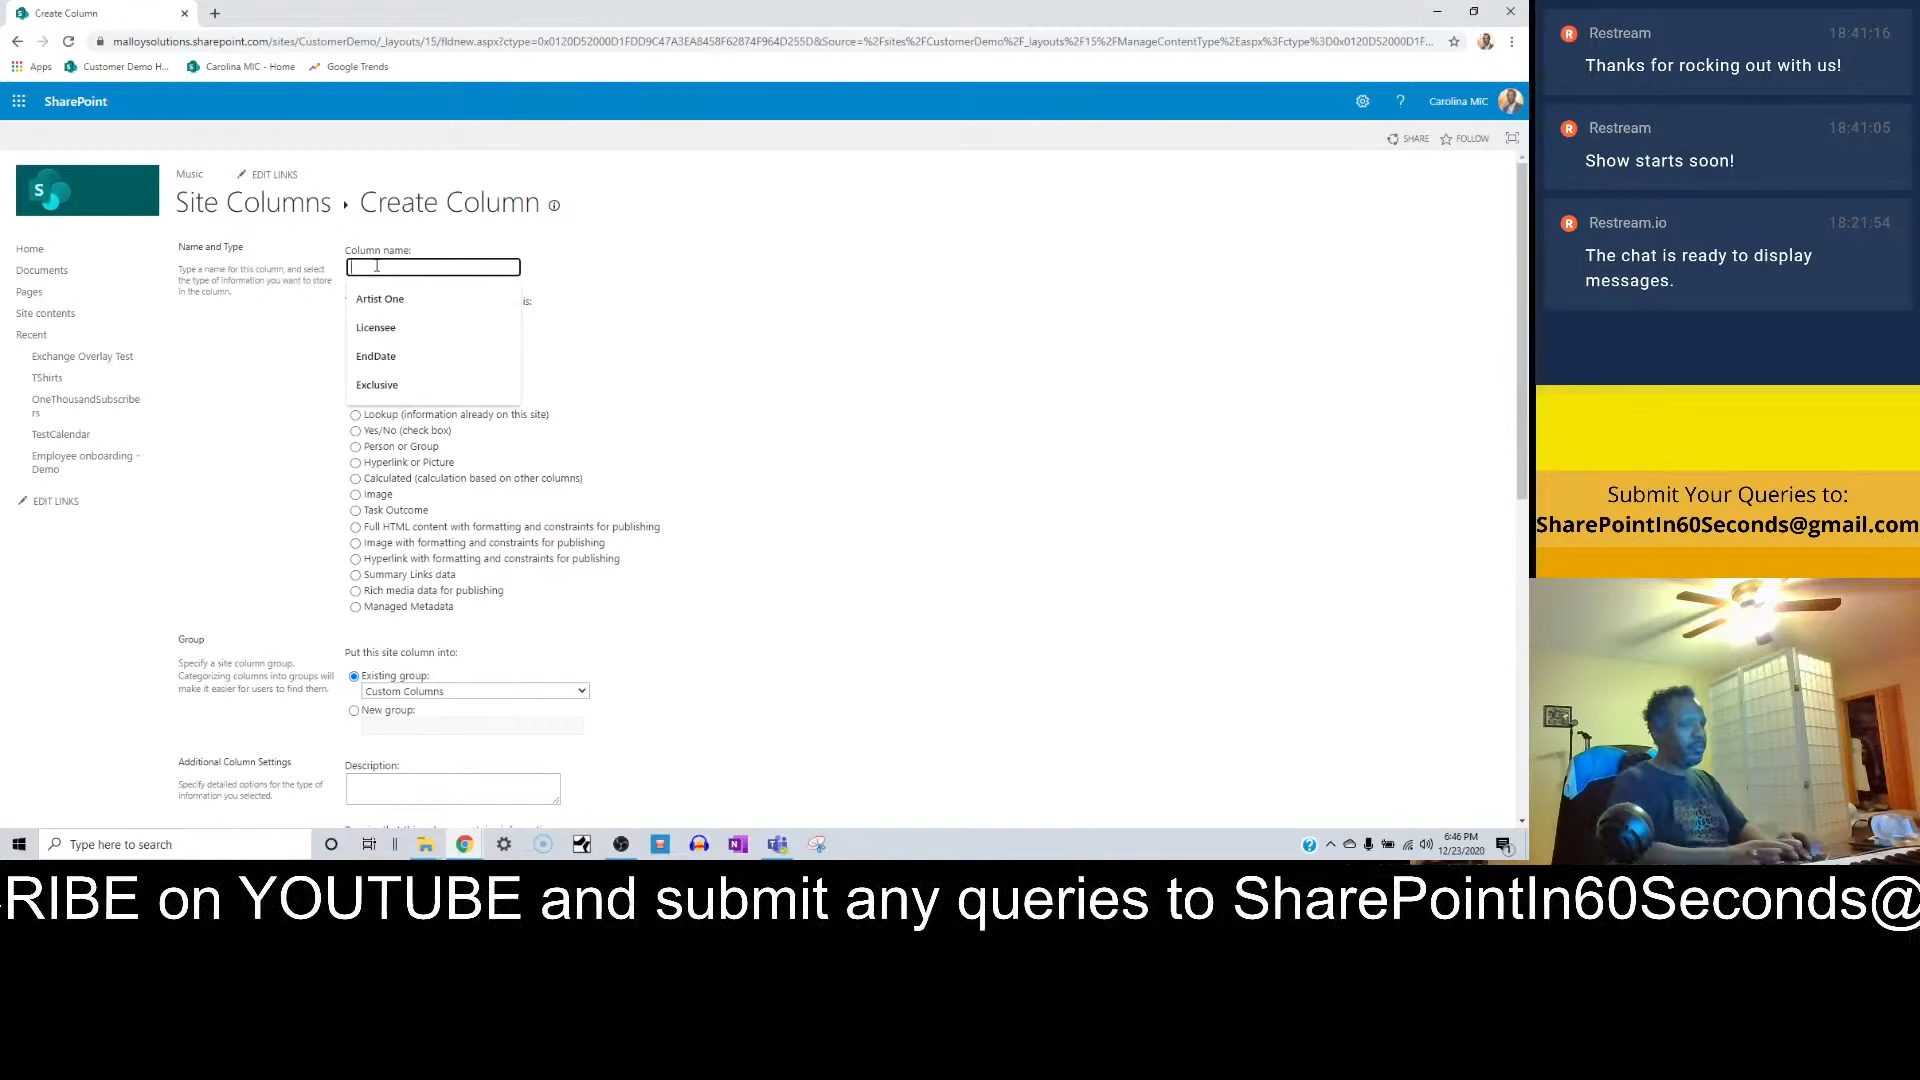 Create Column
malloysolutions.sharepoint.com/sites/CustomerDemo/_layouts/15/fldnew.aspx?ctype=0x0120D52000D1FDD9C47A3EA8458F62874F964D255D&Source=%2Fsites%2FCustomerDemo%2F_layouts%2F15%2FManageContentType%2Easpx%3Fctype%3D0x0120D52000D1F...
Apps
Customer Demo H...
Carolina MIC - Home
Google Trends
SharePoint
?
Carolina MIC
SHARE
FOLLOW
S
Music
EDIT LINKS
Site Columns
Create Column
Home
Documents
Pages
Site contents
Recent
Exchange Overlay Test
TShirts
OneThousandSubscribe
rs
TestCalendar
Employee onboarding -
Demo
EDIT LINKS
Name and Type
Type a name for this column, and select
the type of information you want to store
in the column.
Column name:
is:
Artist One
Licensee
EndDate
Exclusive
Lookup (information already on this site)
Yes/No (check box)
Person or Group
Hyperlink or Picture
Calculated (calculation based on other columns)
Image
Task Outcome
Full HTML content with formatting and constraints for publishing
Image with formatting and constraints for publishing
Hyperlink with formatting and constraints for publishing
Summary Links data
Rich media data for publishing
Managed Metadata
Group
Specify a site column group.
Categorizing columns into groups will
make it easier for users to find them.
Put this site column into:
Existing group:
Custom Columns
New group:
Additional Column Settings
Specify detailed options for the type of
information you selected.
Description:
Type here to search
6:46 PM
12/23/2020
Restream 18:41:16
Thanks for rocking out with us!
Restream 18:41:05
Show starts soon!
Restream.io 18:21:54
The chat is ready to display
messages.
Submit Your Queries to:
SharePointIn60Seconds@gmail.com
CRIBE on YOUTUBE and submit any queries to SharePointIn60Seconds@